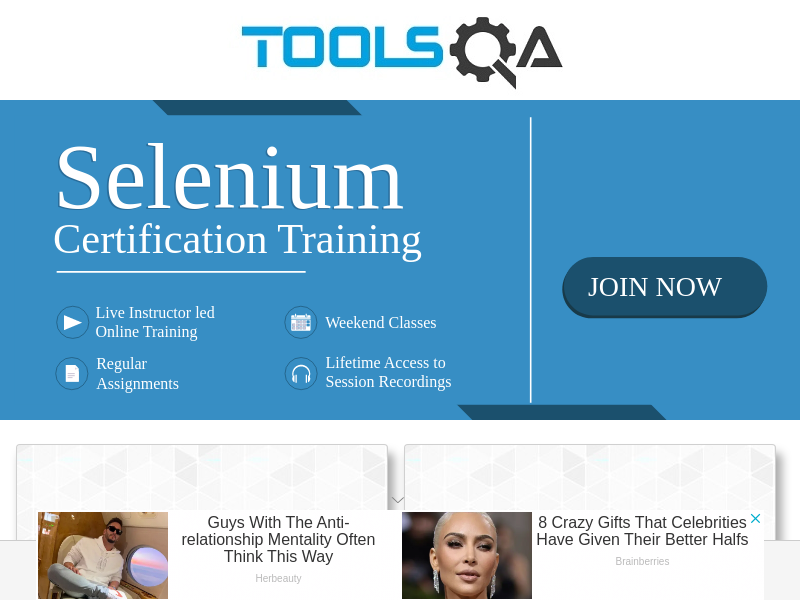 TOOLSQA
Selenium
Certification Training
JOIN NOW
Live Instructor led
Online Training
Weekend Classes
Regular
Assignments
Lifetime Access to
Session Recordings
Guys With The Anti-
relationship Mentality Often
Think This Way
Herbeauty
8 Crazy Gifts That Celebrities
Have Given Their Better Halfs
Brainberries